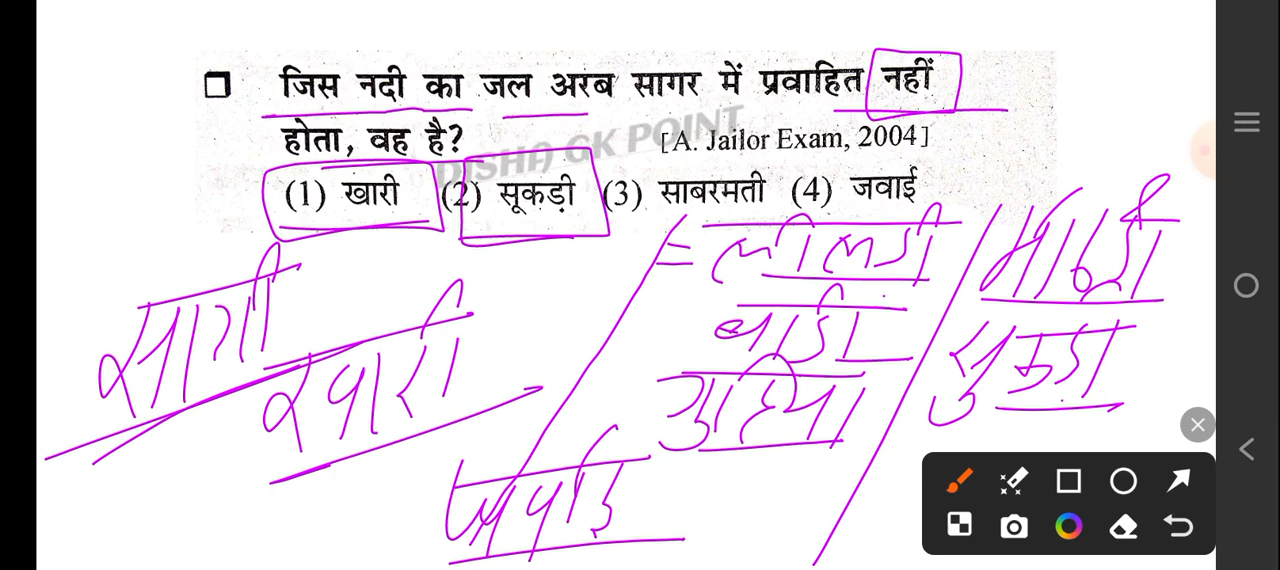 जिस नदी का जल अरब सागर में प्रवाहित नहीं
होता, वह है?
[A. Jailor Exam, 2004]
DISHA GK POINT
(1) खारी (2) सूकड़ी (3) साबरमती (4) जवाई
सागी
खारी
= लीलडी
बाडी
गुहिया
सुकडी
जवाई